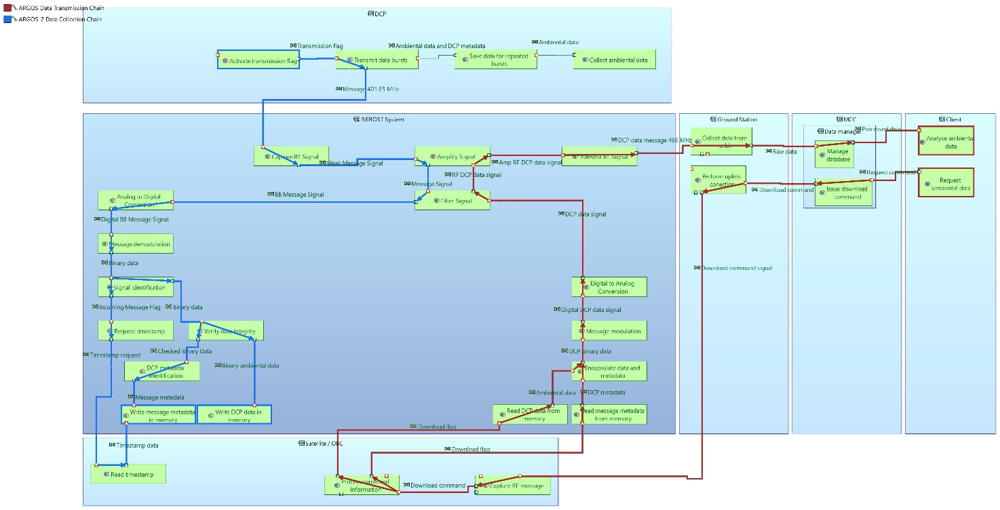 ARGOS Data Transmission Chain
ARGOS 2 Data Collection Chain
DCP
Transmission flag
Ambiental data and DCP metadata
Ambiental data
Activate transmission flag
Transmit data bursts
Save data for repeated
bursts
Collect ambiental data
Message 401.65 MHz
BIFROST System
Ground Station
MCC
Client
Data manager
Processed data
DCP data message 466 MHz
Collect data from
orbit
Analyse ambiental
data
Capture RF Signal
Weak Message Signal
Amplify Signal
Amp RF DCP data signal
Transmit RF Signal
Raw data
Manage
database
RF DCP data signal
Request command
Message Signal
Perform uplink
conection
Download command
Issue download
command
Request
ambiental data
BB Message Signal
Analog to Digital
Conversion
Filter Signal
Digital BB Message Signal
DCP data signal
Message demodulation
Binary data
Download command signal
Signal Identification
Digital to Analog
Conversion
Incoming Message Flag
Binary data
Digital DCP data signal
Request timestamp
Verify data integrity
Message modulation
Timestamp request
Checked Binary Data
DCP binary data
Binary ambiental data
DCP metadata
identification
Encapsulate data and
metadata
Message metadata
Ambiental data
DCP metadata
Write message metadata
in memory
Write DCP data in
memory
Read DCP data from
memory
Read message metadata
from memory
Download flag
Satellite / OBC
Timestamp data
Download flag
Read timestamp
Process command
information
Download command
Capture RF message